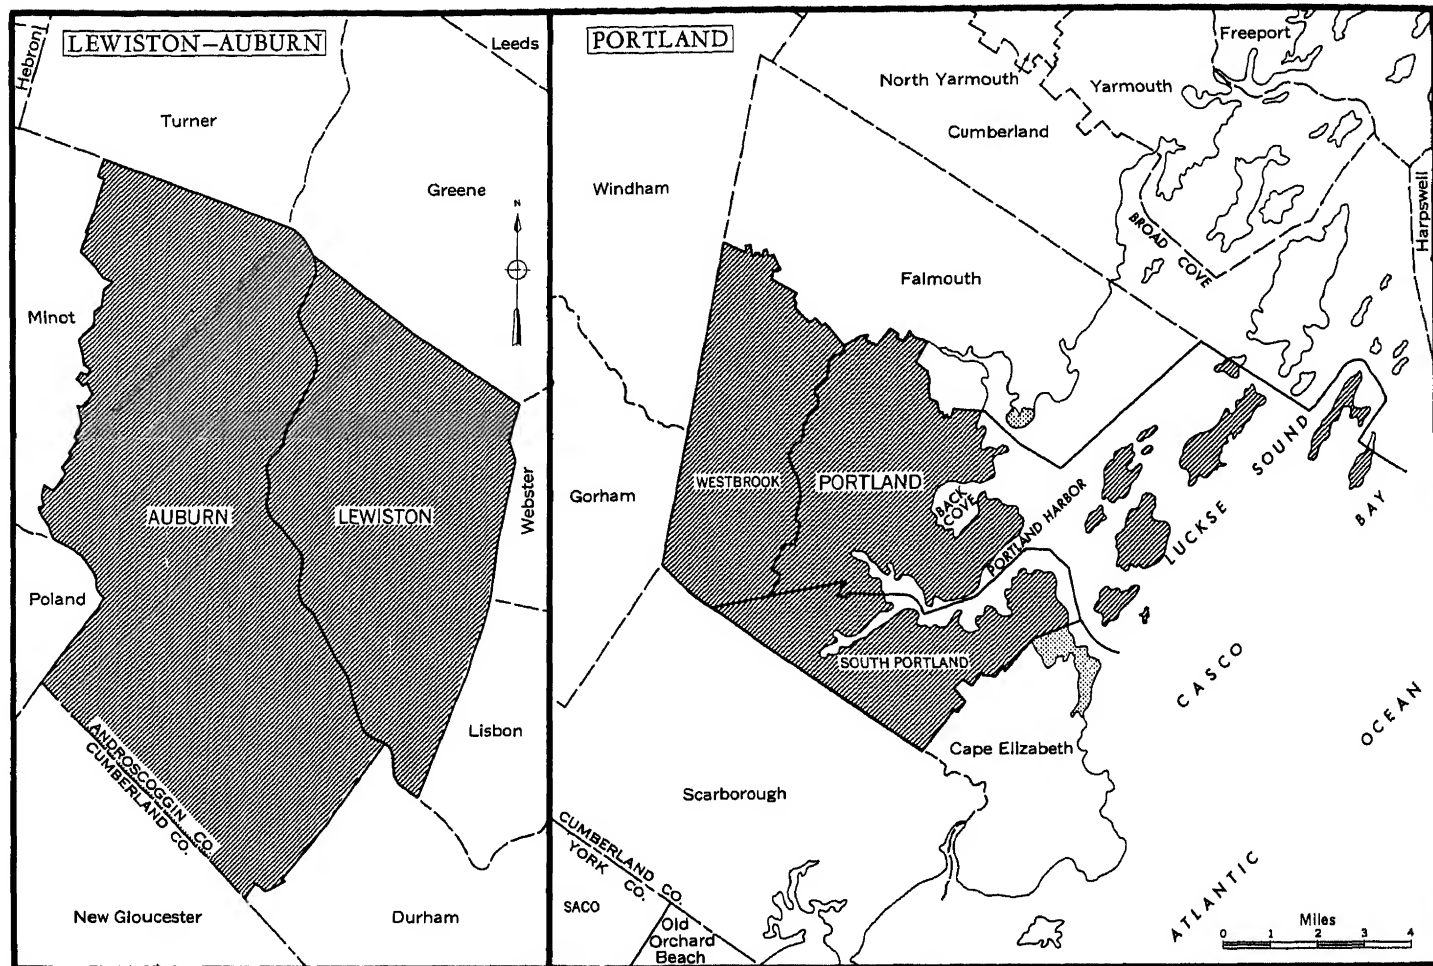 LEWISTON–AUBURN
Hebron
Leeds
Turner
Greene
N
Minot
Webster
AUBURN
LEWISTON
Poland
Lisbon
ANDROSCOGGIN CO.
CUMBERLAND CO.
New Gloucester
Durham
PORTLAND
Freeport
North Yarmouth
Yarmouth
Cumberland
Windham
Harpswell
BROAD COVE
Falmouth
WESTBROOK
PORTLAND
Gorham
BACK
COVE
PORTLAND HARBOR
LUCKSE SOUND
SOUTH PORTLAND
CASCO BAY
Cape Elizabeth
Scarborough
ATLANTIC OCEAN
CUMBERLAND CO.
YORK CO.
SACO
Old
Orchard
Beach
Miles
0 1 2 3 4